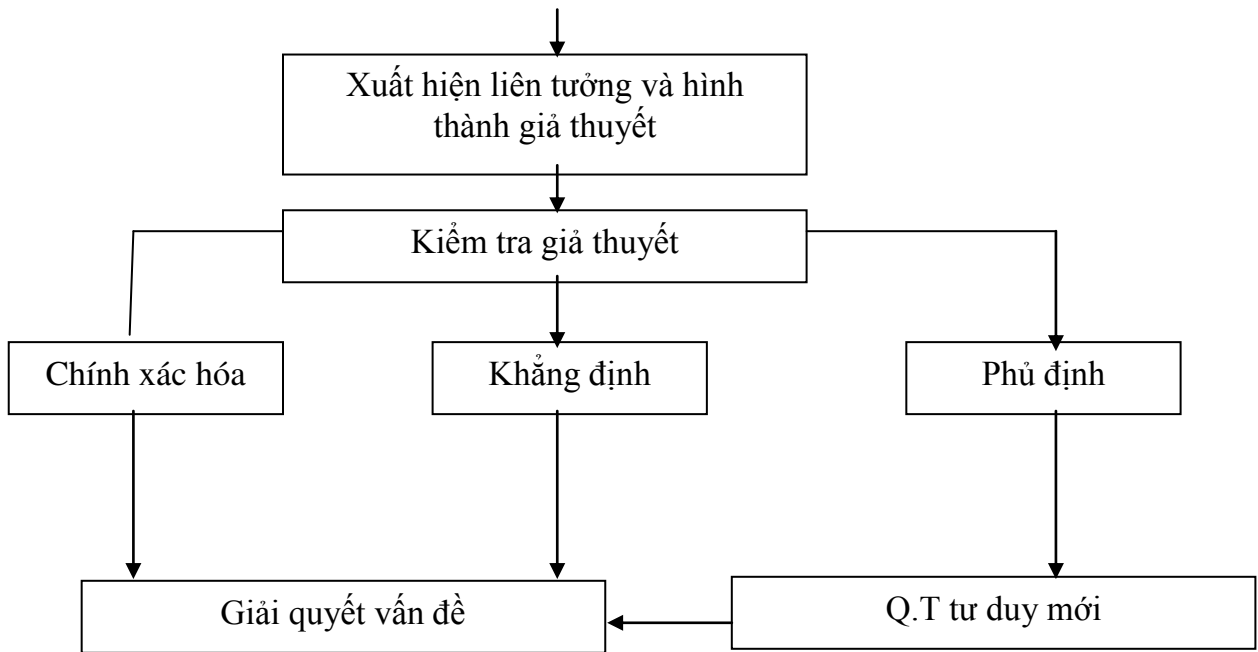 Xuất hiện liên tưởng và hình
thành giả thuyết
Kiểm tra giả thuyết
Chính xác hóa
Khẳng định
Phủ định
Giải quyết vấn đề
Q.T tư duy mới